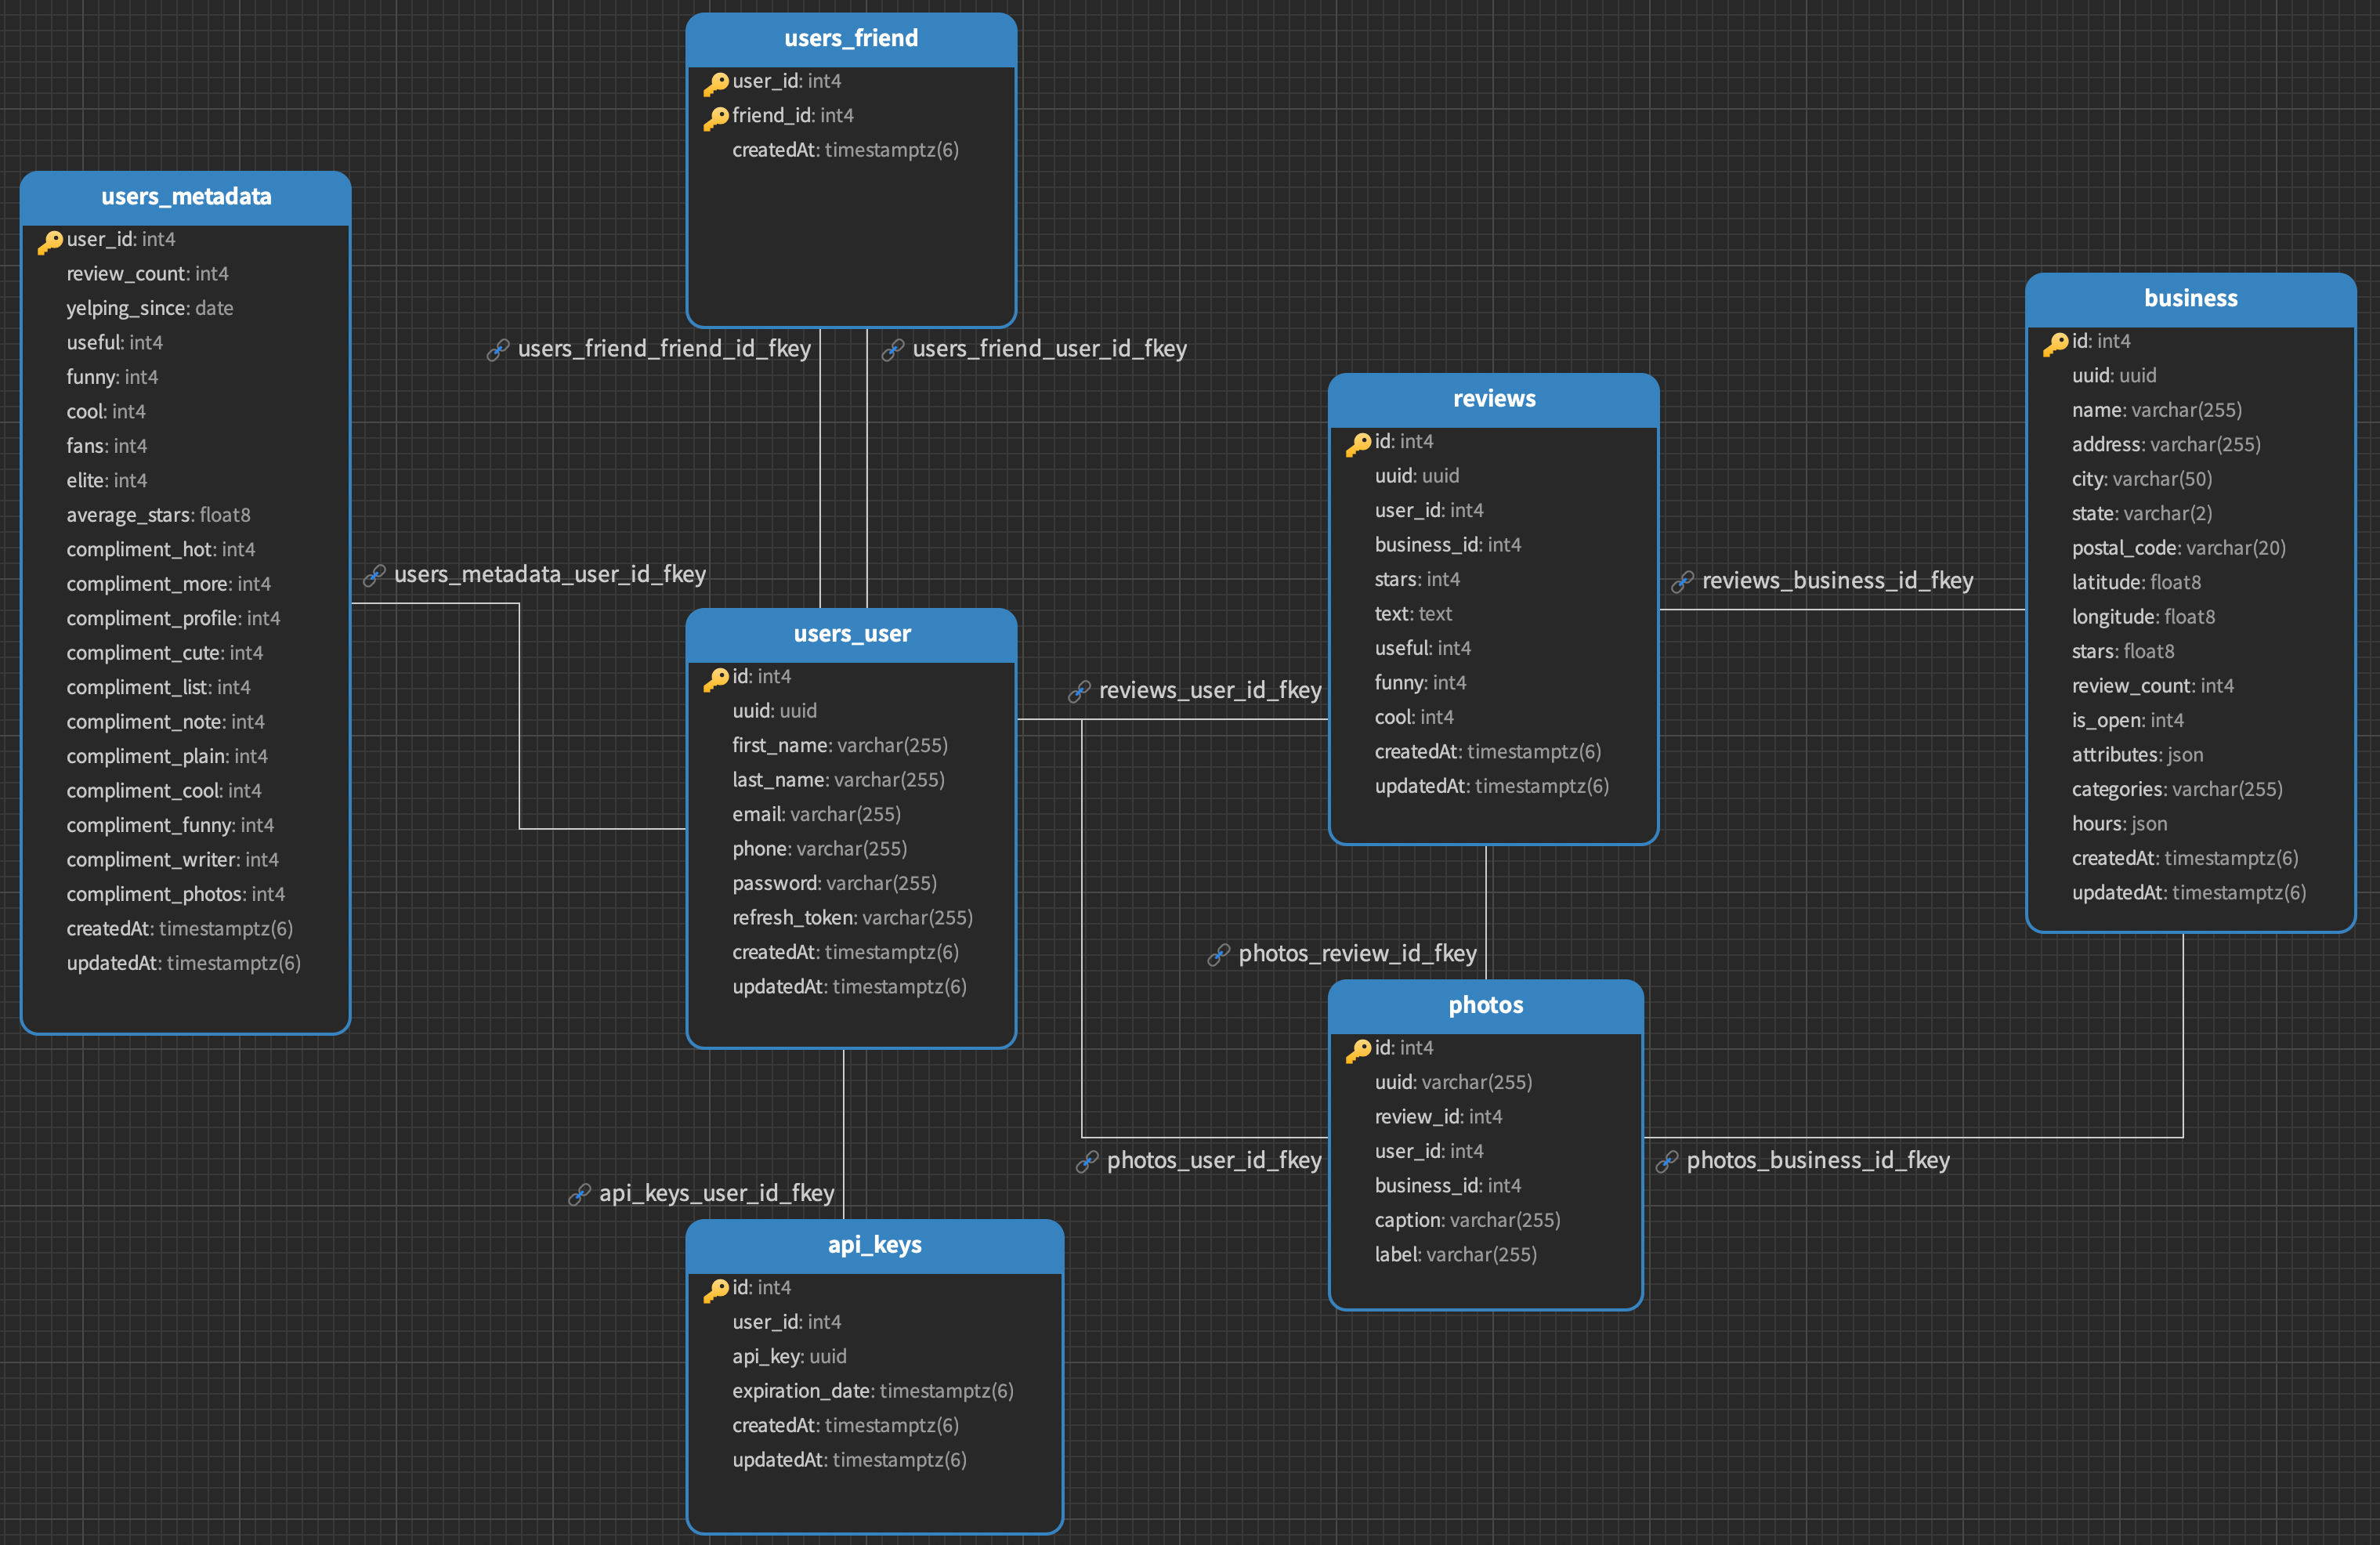 users_friend
user_id: int4
friend_id: int4
createdAt: timestamptz(6)
users_metadata
user_id: int4
review_count: int4
yelping_since: date
useful: int4
funny: int4
cool: int4
fans: int4
elite: int4
average_stars: float8
compliment_hot: int4
compliment_more: int4
compliment_profile: int4
compliment_cute: int4
compliment_list: int4
compliment_note: int4
compliment_plain: int4
compliment_cool: int4
compliment_funny: int4
compliment_writer: int4
compliment_photos: int4
createdAt: timestamptz(6)
updatedAt: timestamptz(6)
users_friend_friend_id_fkey
users_friend_user_id_fkey
users_metadata_user_id_fkey
users_user
id: int4
uuid: uuid
first_name: varchar(255)
last_name: varchar(255)
email: varchar(255)
phone: varchar(255)
password: varchar(255)
refresh_token: varchar(255)
createdAt: timestamptz(6)
updatedAt: timestamptz(6)
reviews_user_id_fkey
reviews
id: int4
uuid: uuid
user_id: int4
business_id: int4
stars: int4
text: text
useful: int4
funny: int4
cool: int4
createdAt: timestamptz(6)
updatedAt: timestamptz(6)
reviews_business_id_fkey
business
id: int4
uuid: uuid
name: varchar(255)
address: varchar(255)
city: varchar(50)
state: varchar(2)
postal_code: varchar(20)
latitude: float8
longitude: float8
stars: float8
review_count: int4
is_open: int4
attributes: json
categories: varchar(255)
hours: json
createdAt: timestamptz(6)
updatedAt: timestamptz(6)
photos_review_id_fkey
photos
id: int4
uuid: varchar(255)
review_id: int4
user_id: int4
business_id: int4
caption: varchar(255)
label: varchar(255)
photos_user_id_fkey
photos_business_id_fkey
api_keys_user_id_fkey
api_keys
id: int4
user_id: int4
api_key: uuid
expiration_date: timestamptz(6)
createdAt: timestamptz(6)
updatedAt: timestamptz(6)